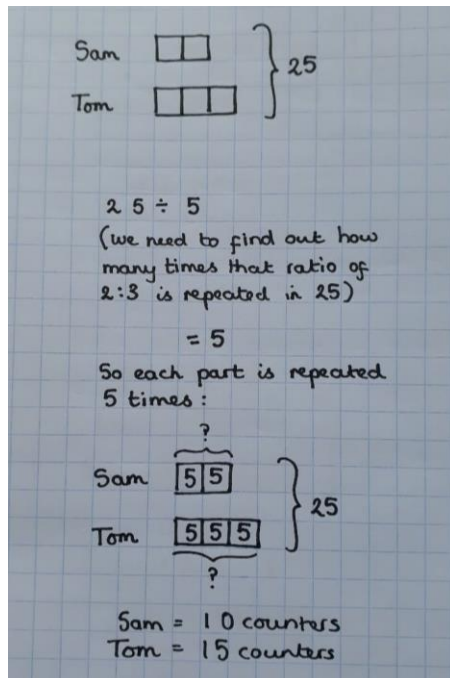 Sam
25
Tom
25 ÷ 5
(we need to find out how
many times that ratio of
2:3 is repeated in 25)
= 5
So each part is repeated
5 times:
?
Sam 5 5
25
Tom 5 5 5
?
Sam = 10 counters
Tom = 15 counters